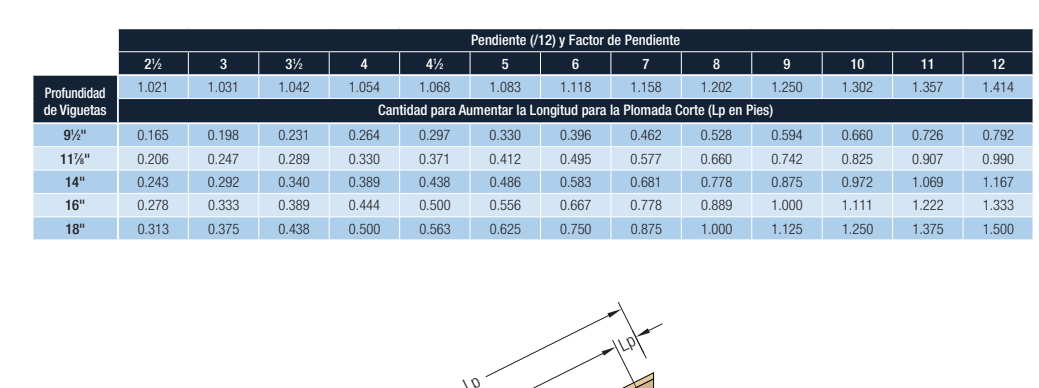 Pendiente (/12) y Factor de Pendiente
2½ 3 3½ 4 4½ 5 6 7 8 9 10 11 12
Profundidad de Viguetas
1.021 1.031 1.042 1.054 1.068 1.083 1.118 1.158 1.202 1.250 1.302 1.357 1.414
Cantidad para Aumentar la Longitud para la Plomada Corte (Lp en Pies)
9½" 0.165 0.198 0.231 0.264 0.297 0.330 0.396 0.462 0.528 0.594 0.660 0.726 0.792
11⅞" 0.206 0.247 0.289 0.330 0.371 0.412 0.495 0.577 0.660 0.742 0.825 0.907 0.990
14" 0.243 0.292 0.340 0.389 0.438 0.486 0.583 0.681 0.778 0.875 0.972 1.069 1.167
16" 0.278 0.333 0.389 0.444 0.500 0.556 0.667 0.778 0.889 1.000 1.111 1.222 1.333
18" 0.313 0.375 0.438 0.500 0.563 0.625 0.750 0.875 1.000 1.125 1.250 1.375 1.500
Lp
Lp